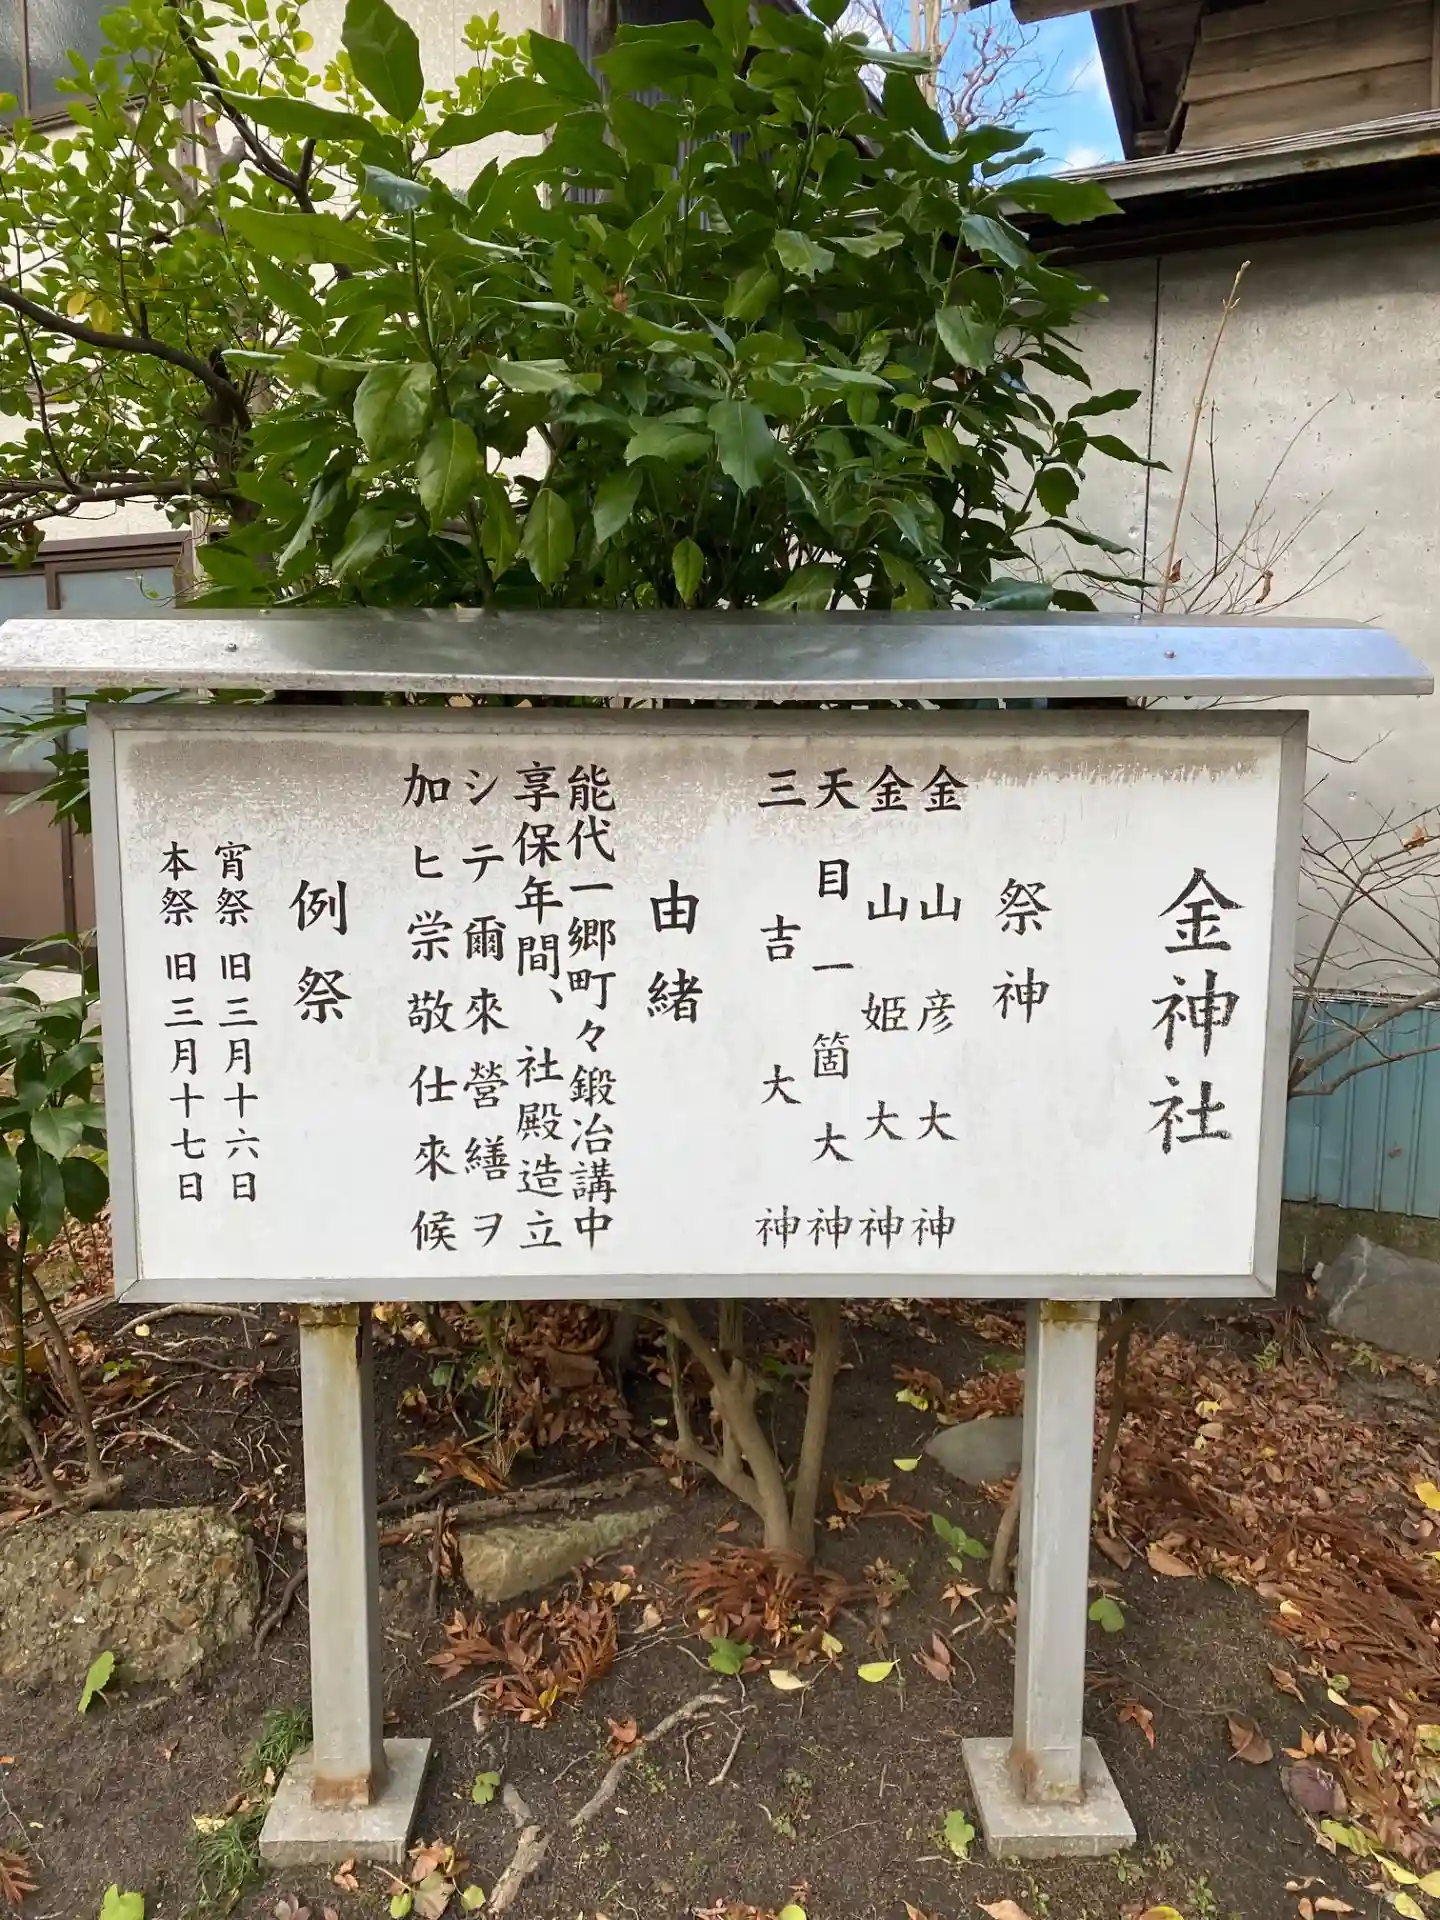 金神社
祭神
金山彦大神
金山姫大神
天目一箇大神
三吉大神
由緒
能代一郷町々鍛冶講中
享保年間、社殿造立
シテ爾來營繕ヲ
加ヒ崇敬仕來候
例祭
宵祭 旧三月十六日
本祭 旧三月十七日